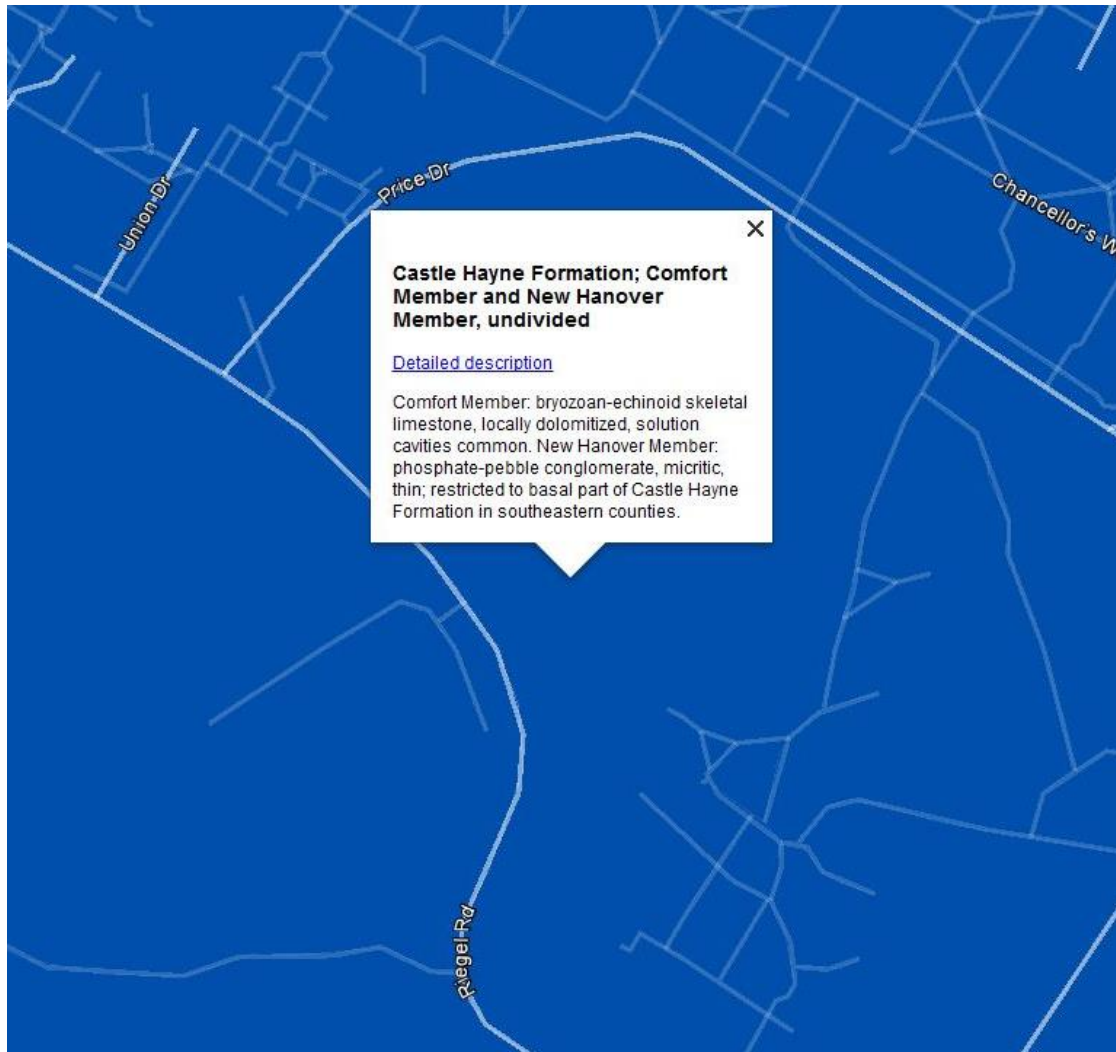 Union Dr
Price Dr
Chancellor's W
Castle Hayne Formation; Comfort
Member and New Hanover
Member, undivided
Detailed description
Comfort Member: bryozoan-echinoid skeletal
limestone, locally dolomitized, solution
cavities common. New Hanover Member:
phosphate-pebble conglomerate, micritic,
thin; restricted to basal part of Castle Hayne
Formation in southeastern counties.
Riegel Rd